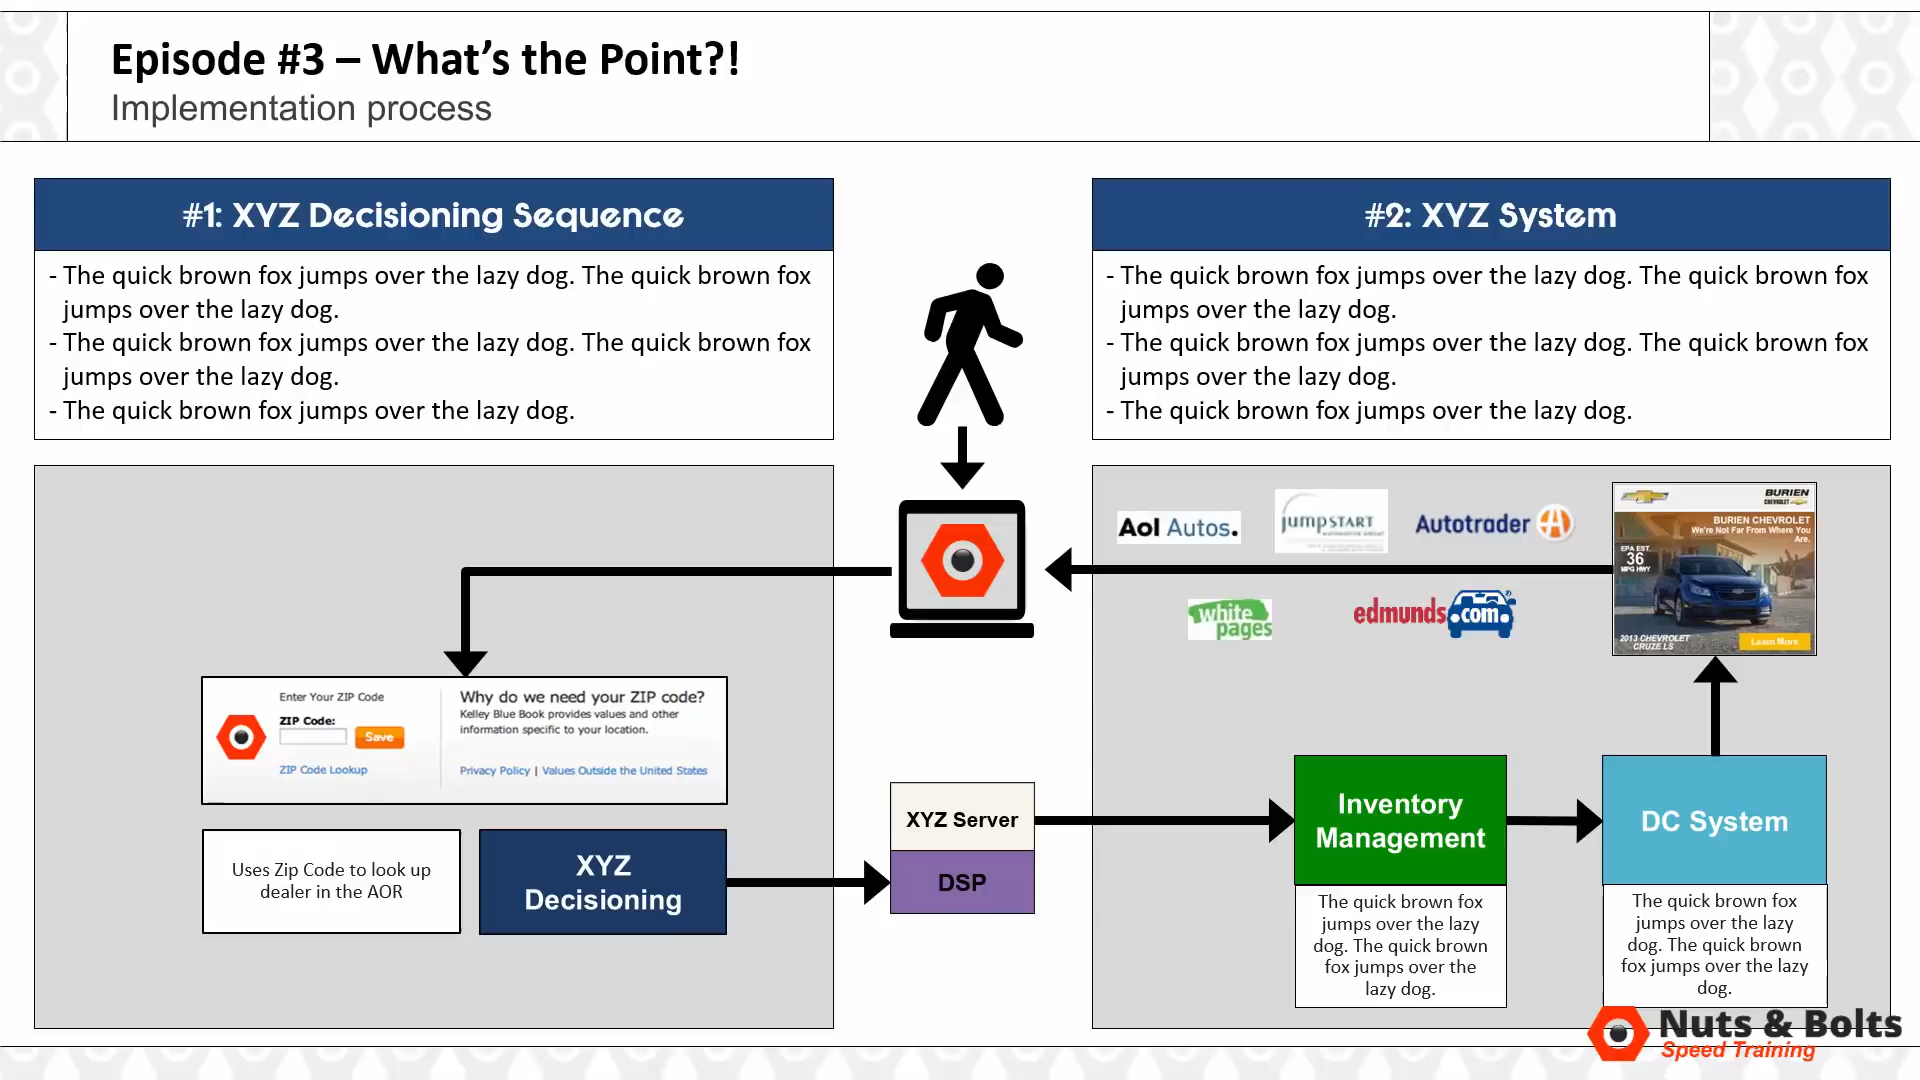 Episode #3 – What's the Point?!
Implementation process
#1: XYZ Decisioning Sequence
- The quick brown fox jumps over the lazy dog. The quick brown fox
jumps over the lazy dog.
- The quick brown fox jumps over the lazy dog. The quick brown fox
jumps over the lazy dog.
- The quick brown fox jumps over the lazy dog.
#2: XYZ System
- The quick brown fox jumps over the lazy dog. The quick brown fox
jumps over the lazy dog.
- The quick brown fox jumps over the lazy dog. The quick brown fox
jumps over the lazy dog.
- The quick brown fox jumps over the lazy dog.
Aol Autos.
jumpstart
Autotrader
white
pages
edmunds.com
BURIEN
CHEVROLET
BURIEN CHEVROLET
We're Not Far From Where You
Are.
EPA EST.
36
MPG HWY
2013 CHEVROLET
CRUZE LS
Learn More
Enter Your ZIP Code
ZIP Code:
Save
ZIP Code Lookup
Why do we need your ZIP code?
Kelley Blue Book provides values and other
information specific to your location.
Privacy Policy | Values Outside the United States
Uses Zip Code to look up
dealer in the AOR
XYZ
Decisioning
XYZ Server
DSP
Inventory
Management
The quick brown fox
jumps over the lazy
dog. The quick brown
fox jumps over the
lazy dog.
DC System
The quick brown fox
jumps over the lazy
dog. The quick brown
fox jumps over the lazy
dog.
Nuts & Bolts
Speed Training